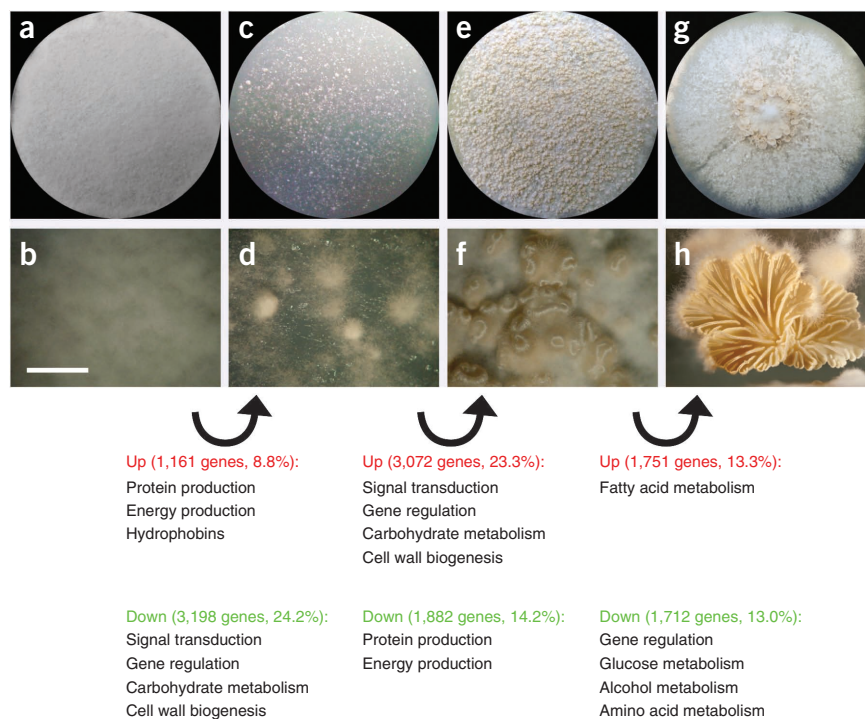 a
c
e
g
b
d
f
h
Up (1,161 genes, 8.8%):
Protein production
Energy production
Hydrophobins
Up (3,072 genes, 23.3%):
Signal transduction
Gene regulation
Carbohydrate metabolism
Cell wall biogenesis
Up (1,751 genes, 13.3%):
Fatty acid metabolism
Down (3,198 genes, 24.2%):
Signal transduction
Gene regulation
Carbohydrate metabolism
Cell wall biogenesis
Down (1,882 genes, 14.2%):
Protein production
Energy production
Down (1,712 genes, 13.0%):
Gene regulation
Glucose metabolism
Alcohol metabolism
Amino acid metabolism